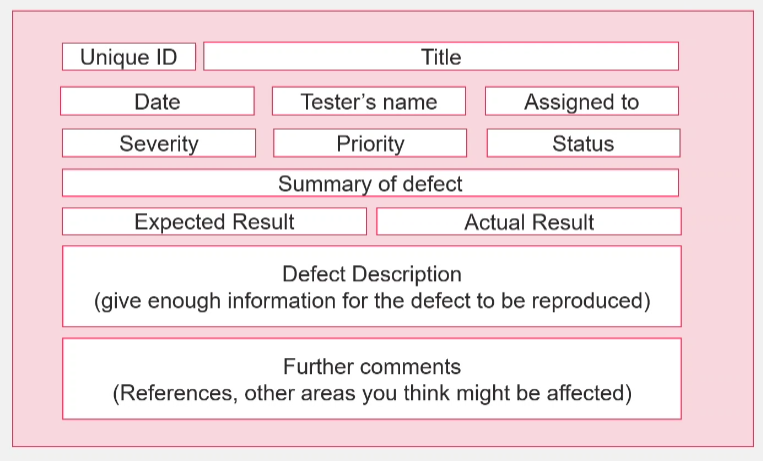 Unique ID Title
Date Tester’s name Assigned to
Severity Priority Status
Summary of defect
Expected Result Actual Result
Defect Description
(give enough information for the defect to be reproduced)
Further comments
(References, other areas you think might be affected)